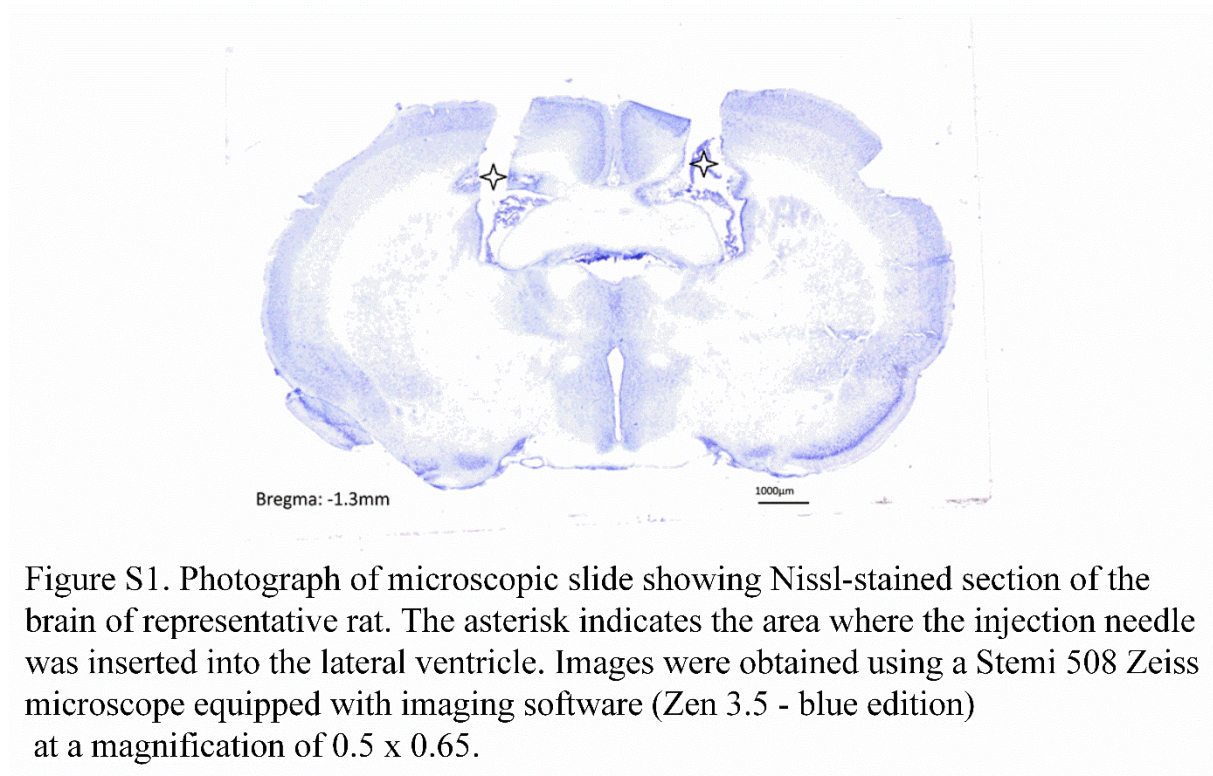 Bregma: -1.3mm
1000µm
Figure S1. Photograph of microscopic slide showing Nissl-stained section of the
brain of representative rat. The asterisk indicates the area where the injection needle
was inserted into the lateral ventricle. Images were obtained using a Stemi 508 Zeiss
microscope equipped with imaging software (Zen 3.5 - blue edition)
at a magnification of 0.5 x 0.65.